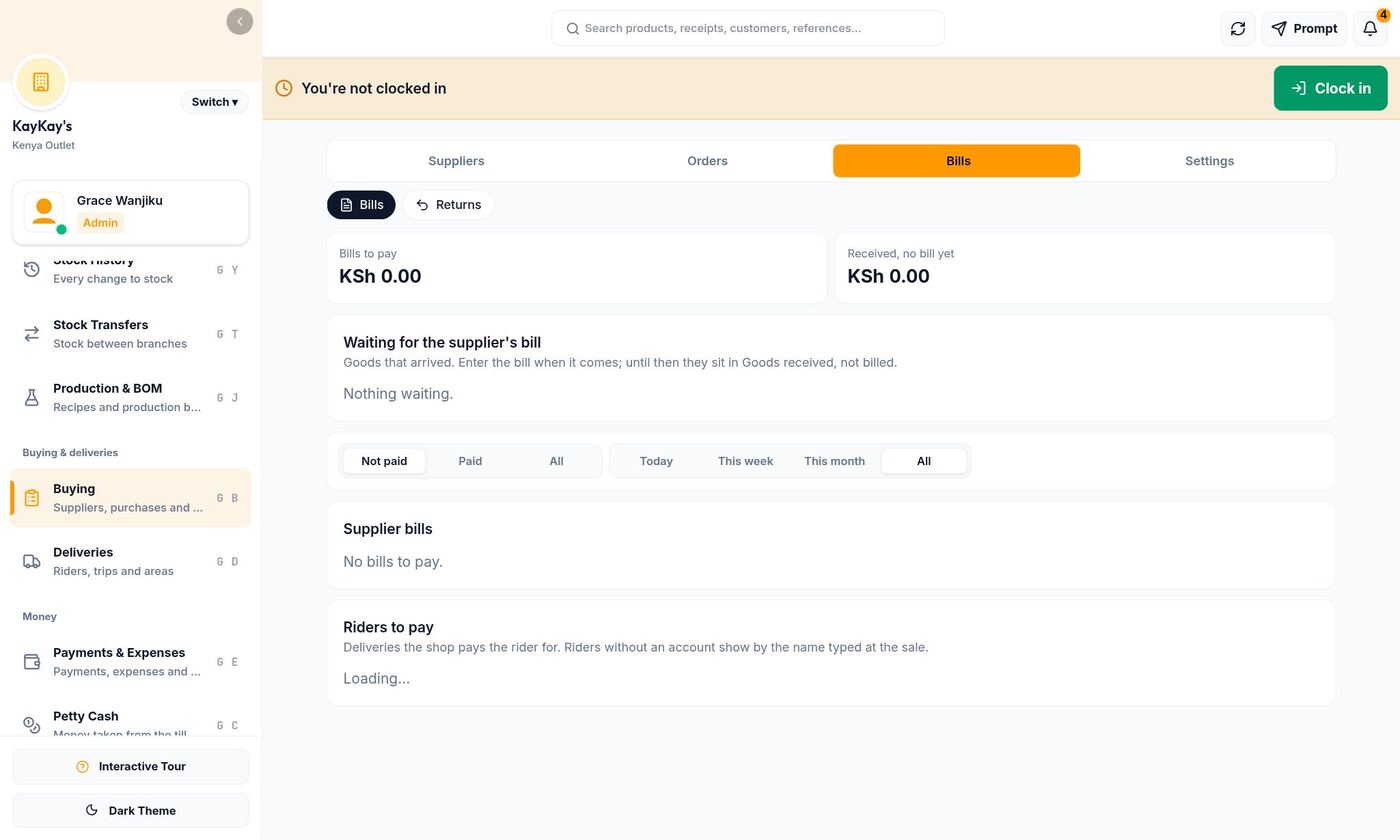 Search products, receipts, customers, references...
Prompt
4
You're not clocked in
Clock in
Switch ▾
KayKay's
Kenya Outlet
Grace Wanjiku
Admin
Stock History
G Y
Every change to stock
Stock Transfers
G T
Stock between branches
Production & BOM
G J
Recipes and production b...
Buying & deliveries
Buying
G B
Suppliers, purchases and ...
Deliveries
G D
Riders, trips and areas
Money
Payments & Expenses
G E
Payments, expenses and ...
Petty Cash
G C
Money taken from the till
Interactive Tour
Dark Theme
Suppliers
Orders
Bills
Settings
Bills
Returns
Bills to pay
KSh 0.00
Received, no bill yet
KSh 0.00
Waiting for the supplier's bill
Goods that arrived. Enter the bill when it comes; until then they sit in Goods received, not billed.
Nothing waiting.
Not paid
Paid
All
Today
This week
This month
All
Supplier bills
No bills to pay.
Riders to pay
Deliveries the shop pays the rider for. Riders without an account show by the name typed at the sale.
Loading...